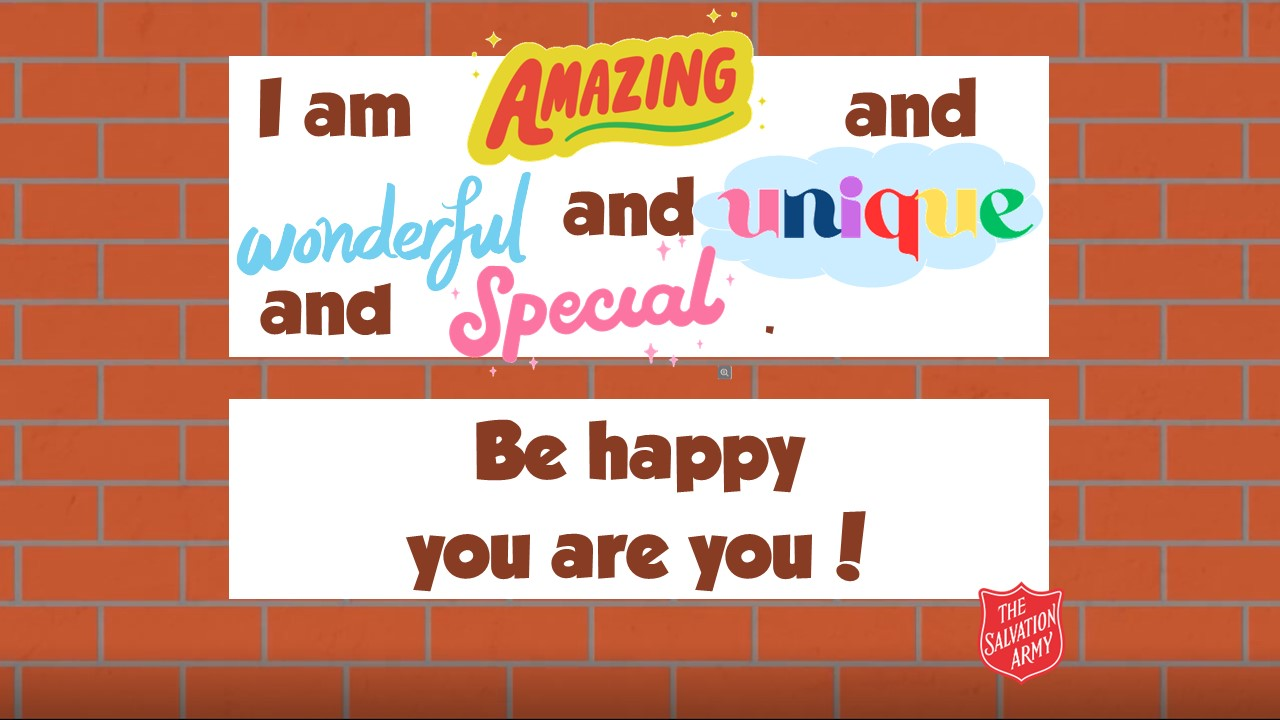 I am AMAZING and
wonderful and unique
and Special .
Be happy
you are you!
THE
SALVATION
ARMY